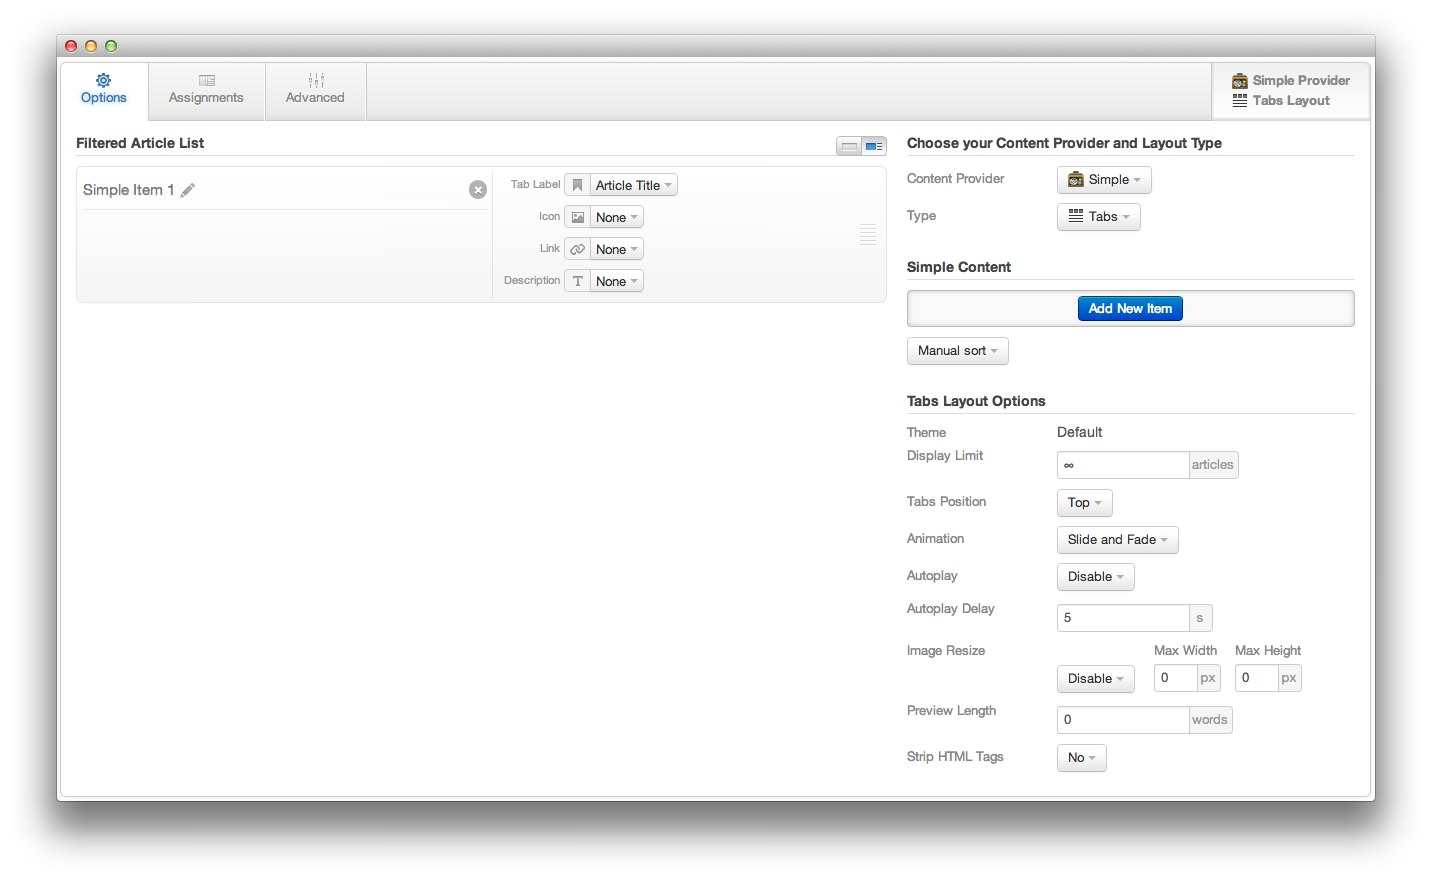 Options
Assignments
Advanced
Simple Provider
Tabs Layout
Filtered Article List
Simple Item 1
Tab Label Article Title
Icon None
Link None
Description T None
Choose your Content Provider and Layout Type
Content Provider Simple
Type Tabs
Simple Content
Add New Item
Manual sort
Tabs Layout Options
Theme Default
Display Limit ∞ articles
Tabs Position Top
Animation Slide and Fade
Autoplay Disable
Autoplay Delay 5 s
Image Resize Max Width Max Height
Disable 0 px 0 px
Preview Length 0 words
Strip HTML Tags No